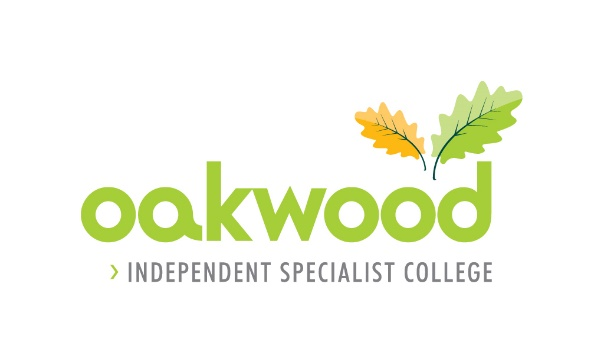 oakwood
› INDEPENDENT SPECIALIST COLLEGE